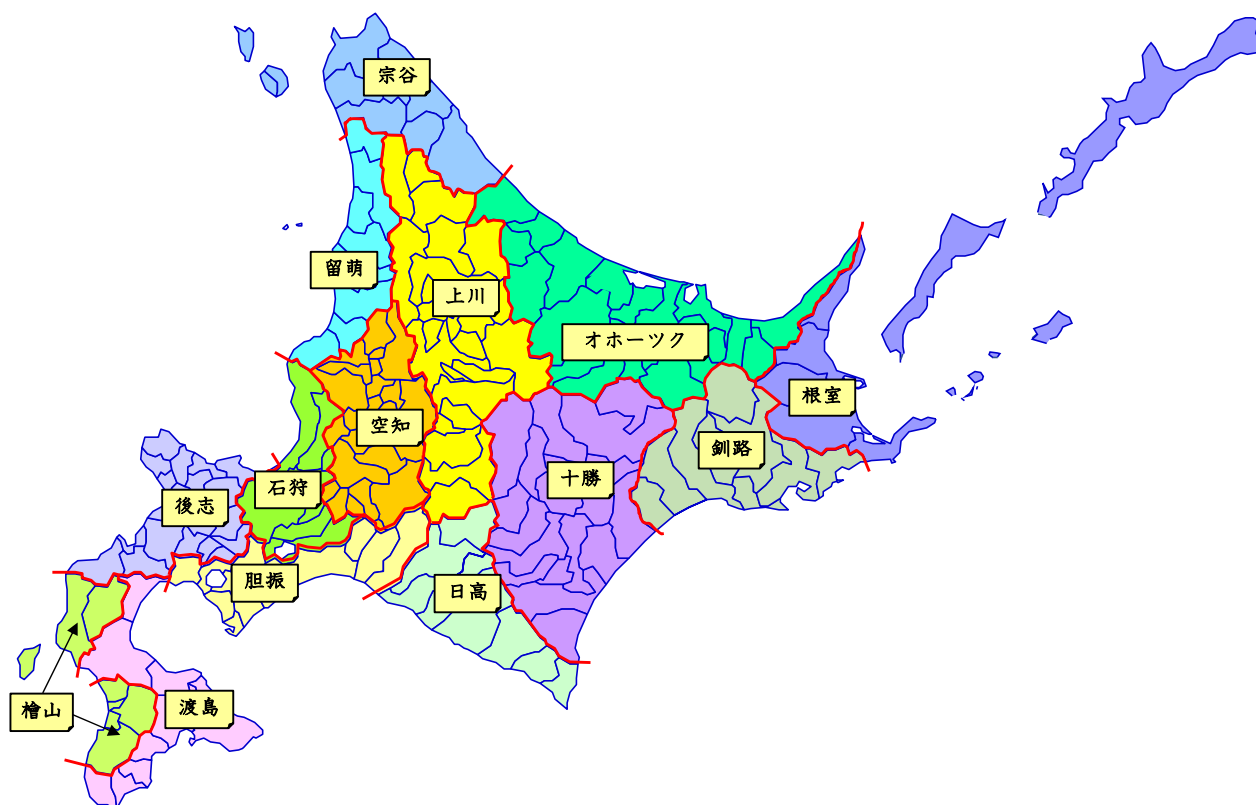 宗谷
留萌
上川
オホーツク
根室
空知
釧路
十勝
石狩
後志
胆振
日高
檜山
渡島